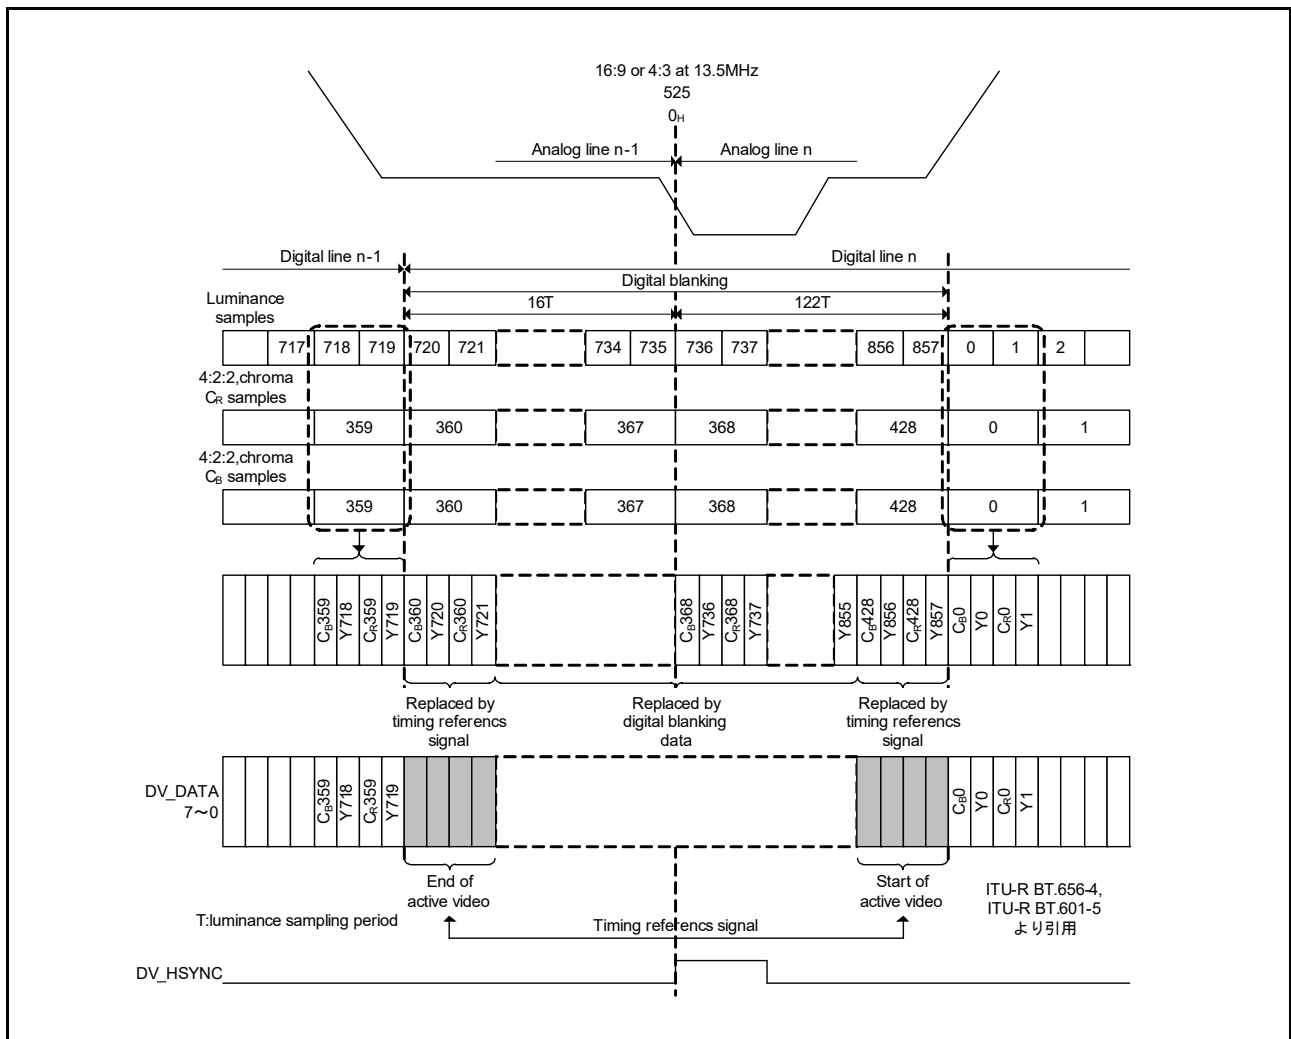 16:9 or 4:3 at 13.5MHz
525
0H
Analog line n-1 Analog line n
Digital line n-1 Digital line n
Digital blanking
16T 122T
Luminance
samples
717 718 719 720 721 734 735 736 737 856 857 0 1 2
4:2:2,chroma
CR samples
359 360 367 368 428 0 1
4:2:2,chroma
CB samples
359 360 367 368 428 0 1
CB359 Y718 CR359 Y719 CB360 Y720 CR360 Y721 CB368 Y736 CR368 Y737 Y855 CB428 Y856 CR428 Y857 CB0 Y0 CR0 Y1
Replaced by
timing referencs
signal
Replaced by
digital blanking
data
Replaced by
timing referencs
signal
DV_DATA
7～0
CB359 Y718 CR359 Y719 CB0 Y0 CR0 Y1
End of
active video
Start of
active video
ITU-R BT.656-4,
ITU-R BT.601-5
より引用
T:luminance sampling period
Timing referencs signal
DV_HSYNC